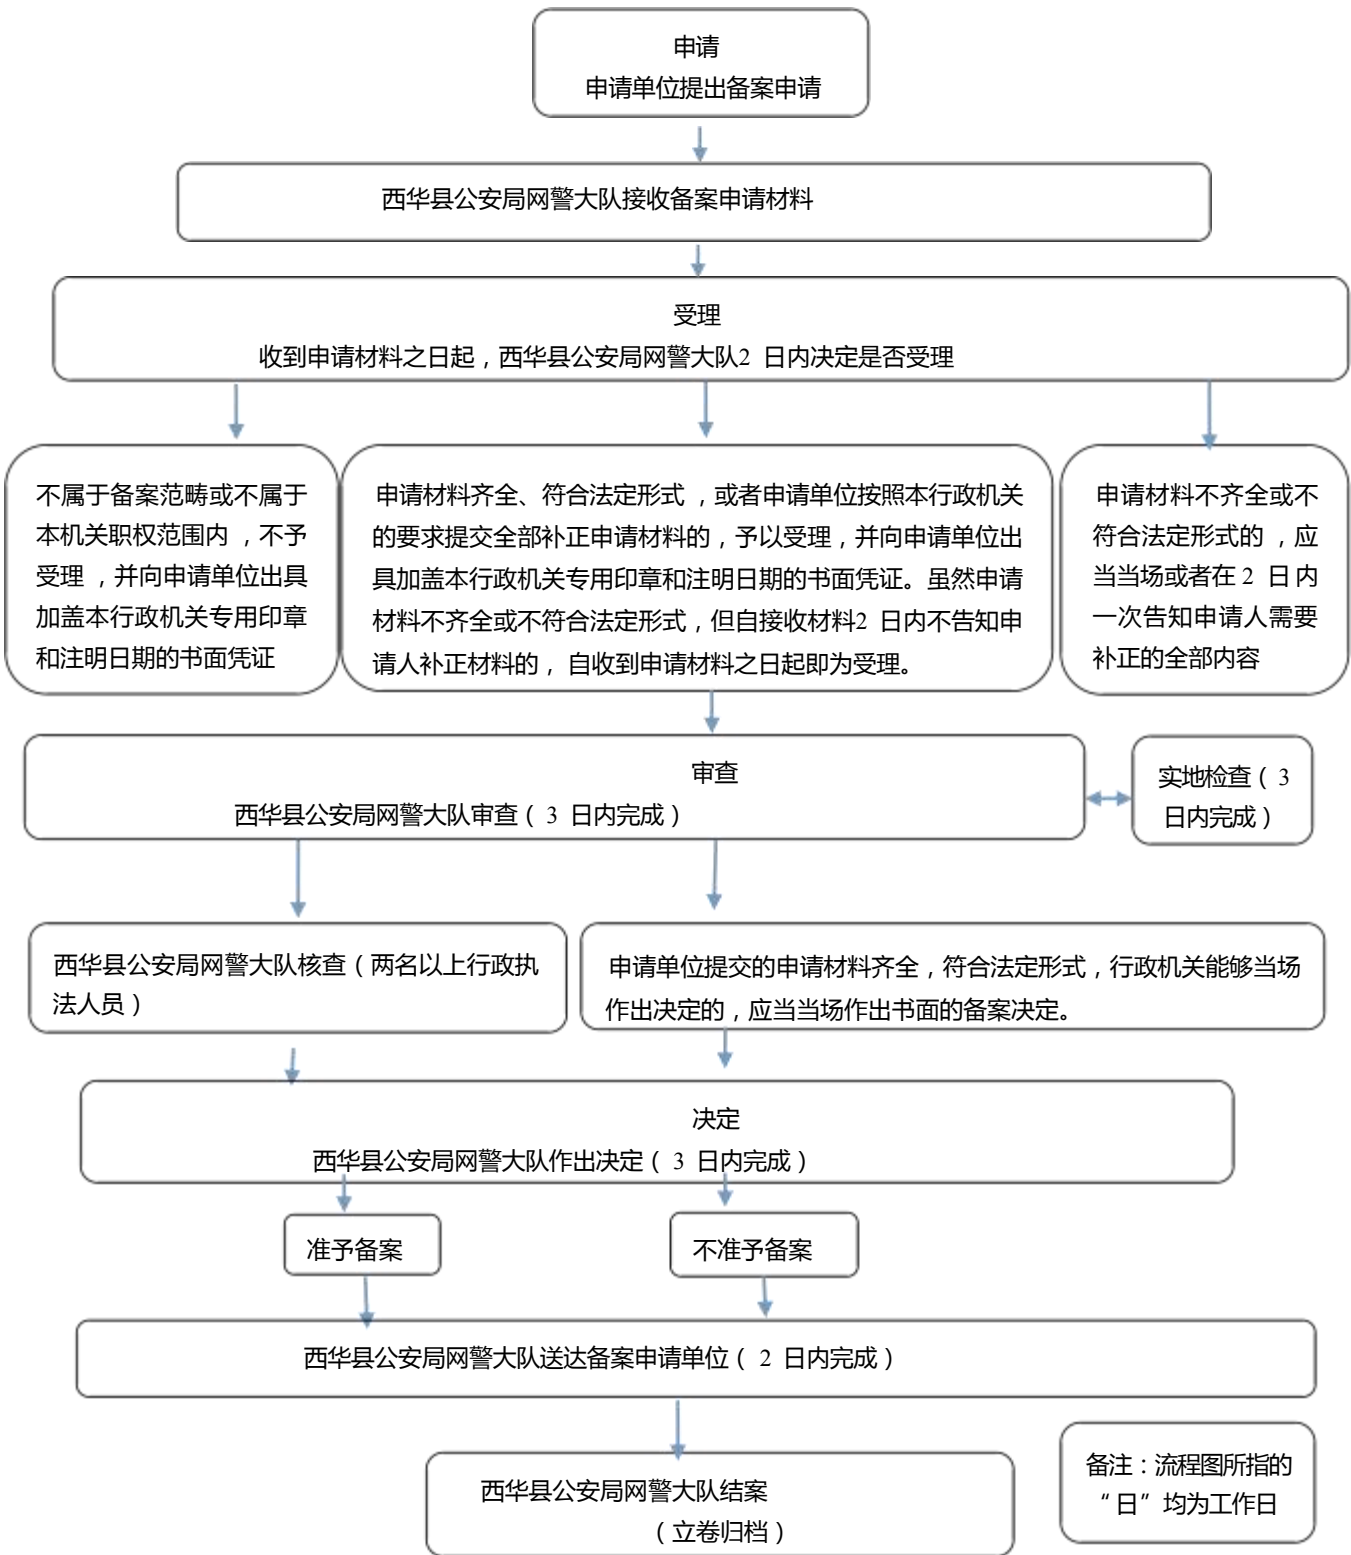 申请
申请单位提出备案申请
西华县公安局网警大队接收备案申请材料
受理
收到申请材料之日起，西华县公安局网警大队2 日内决定是否受理
不属于备案范畴或不属于
本机关职权范围内 ，不予
受理 ，并向申请单位出具
加盖本行政机关专用印章
和注明日期的书面凭证
申请材料齐全、符合法定形式 ，或者申请单位按照本行政机关
的要求提交全部补正申请材料的，予以受理，并向申请单位出
具加盖本行政机关专用印章和注明日期的书面凭证。虽然申请
材料不齐全或不符合法定形式，但自接收材料2 日内不告知申
请人补正材料的， 自收到申请材料之日起即为受理。
申请材料不齐全或不
符合法定形式的 ，应
当当场或者在 2 日 内
一次告知申请人需要
补正的全部内容
审查
西华县公安局网警大队审查（ 3 日内完成）
实地检查（ 3
日内完成）
西华县公安局网警大队核查（两名以上行政执
法人员）
申请单位提交的申请材料齐全，符合法定形式，行政机关能够当场
作出决定的，应当当场作出书面的备案决定。
决定
西华县公安局网警大队作出决定（ 3 日内完成）
准予备案
不准予备案
西华县公安局网警大队送达备案申请单位（ 2 日内完成）
西华县公安局网警大队结案
（立卷归档）
备注：流程图所指的
“日”均为工作日